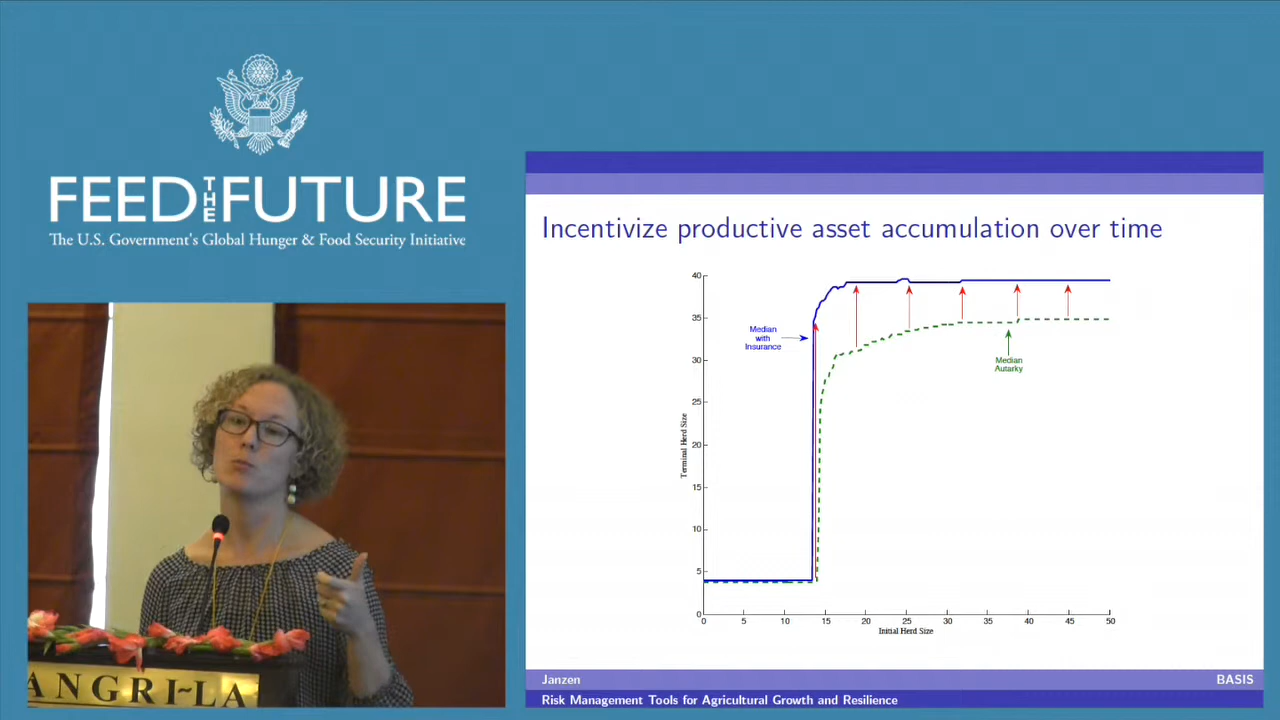 FEED THE FUTURE
The U.S. Government's Global Hunger & Food Security Initiative
ANGRI~LA
Incentivize productive asset accumulation over time
40
35
30
25
20
15
10
5
0
Terminal Herd Size
Median
with
Insurance
Median
Autarky
0 5 10 15 20 25 30 35 40 45 50
Initial Herd Size
Janzen BASIS
Risk Management Tools for Agricultural Growth and Resilience